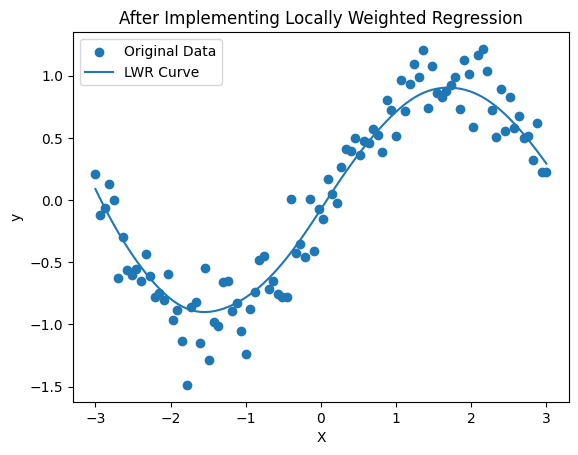 After Implementing Locally Weighted Regression
Original Data
LWR Curve
1.0
0.5
0.0
−0.5
−1.0
−1.5
y
−3 −2 −1 0 1 2 3
X